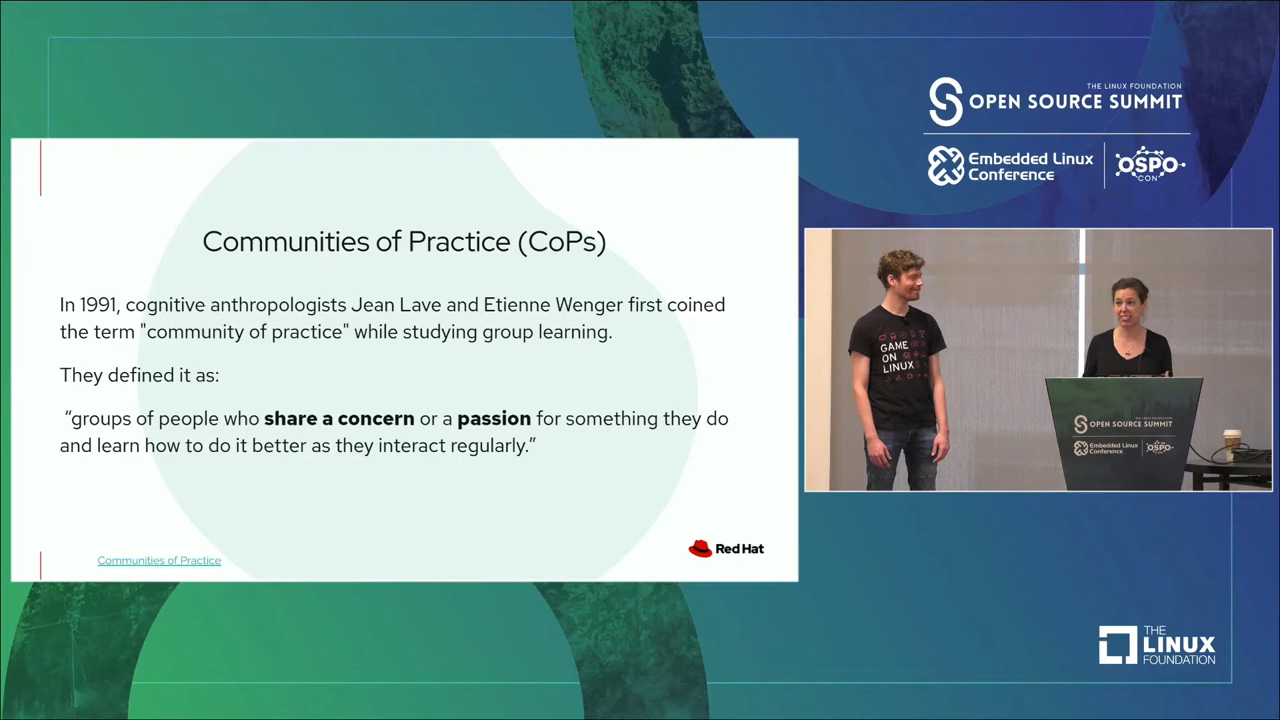 THE LINUX FOUNDATION
OPEN SOURCE SUMMIT
Embedded Linux
Conference
OSPO
CON
Communities of Practice (CoPs)
In 1991, cognitive anthropologists Jean Lave and Etienne Wenger first coined
the term "community of practice" while studying group learning.
They defined it as:
“groups of people who share a concern or a passion for something they do
and learn how to do it better as they interact regularly.”
Communities of Practice
Red Hat
GAME
ON
LINUX
THE LINUX FOUNDATION
OPEN SOURCE SUMMIT
Embedded Linux
Conference
OSPO
CON
THE
LINUX
FOUNDATION